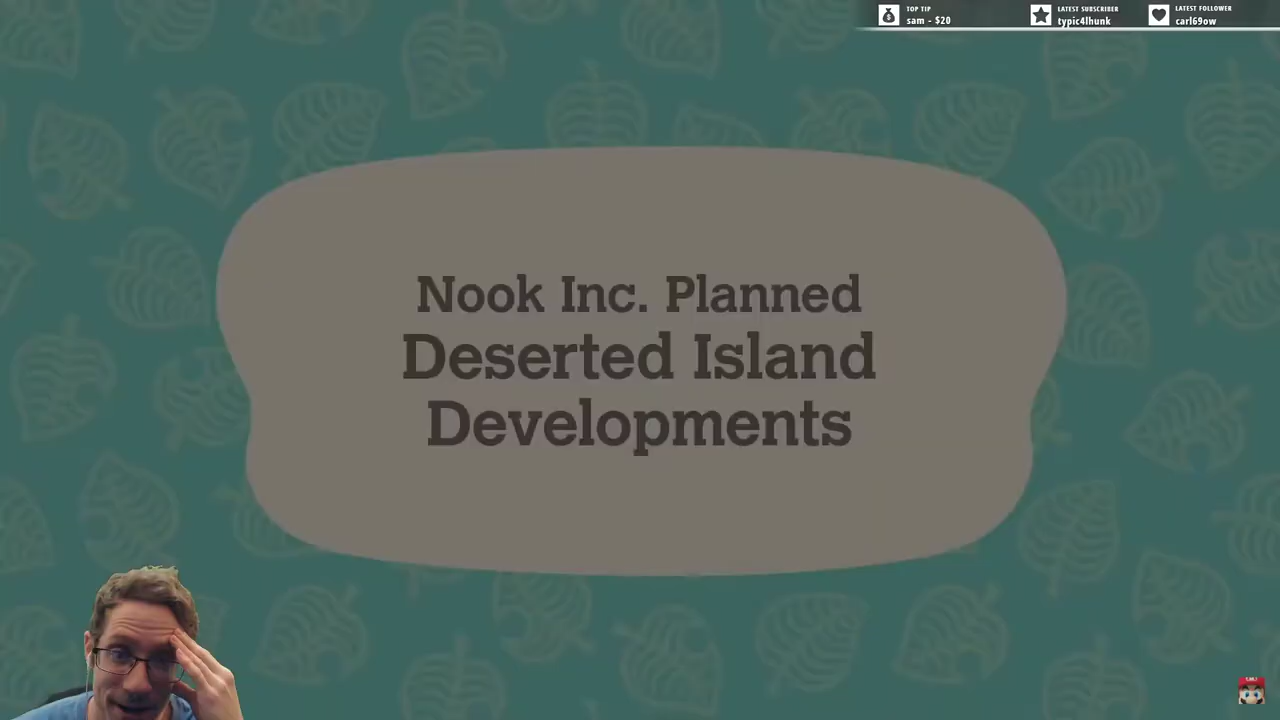 TOP TIP
sam - $20
LATEST SUBSCRIBER
typic4lhunk
LATEST FOLLOWER
carl69ow
Nook Inc. Planned
Deserted Island
Developments